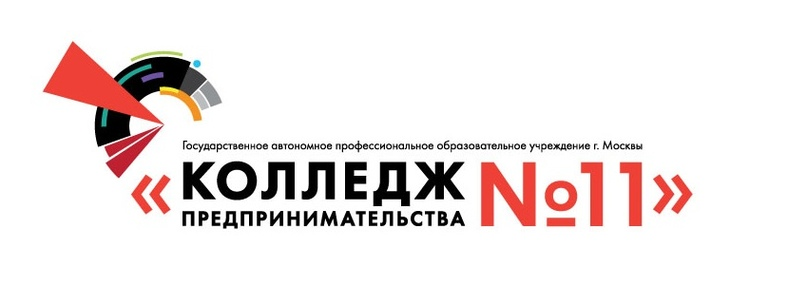 Государственное автономное профессиональное образовательное учреждение г. Москвы
«КОЛЛЕДЖ
ПРЕДПРИНИМАТЕЛЬСТВА
№11»